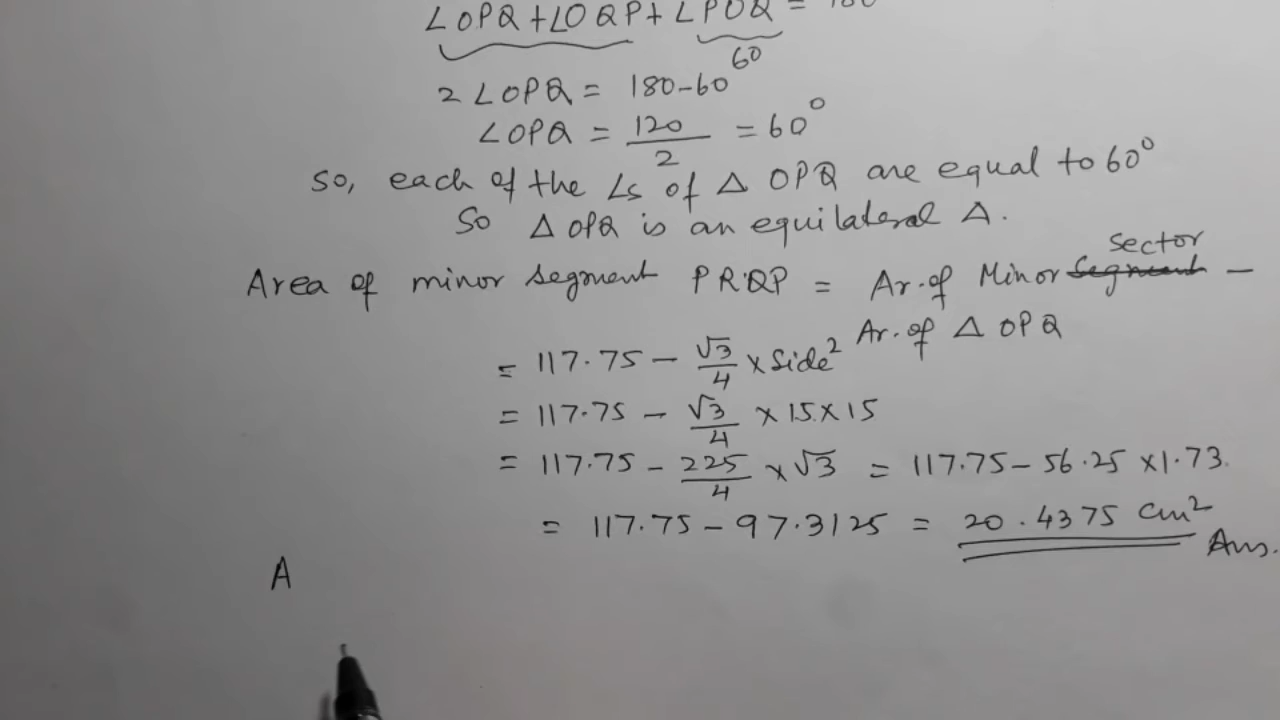 ∠OPQ + ∠OQP + ∠POQ = 180
60
2 ∠OPQ = 180-60
∠OPQ = 120/2 = 60°
So, each of the ∠s of Δ OPQ are equal to 60°
So Δ OPQ is an equilateral Δ.
Area of minor segment PRQP = Ar. of Minor ~~Segment~~ Sector –
Ar. of Δ OPQ
= 117.75 – √3/4 × Side²
= 117.75 – √3/4 × 15 × 15
= 117.75 – 225/4 × √3 = 117.75 – 56.25 × 1.73.
= 117.75 – 97.3125 = 20.4375 cm²
Ans.
A